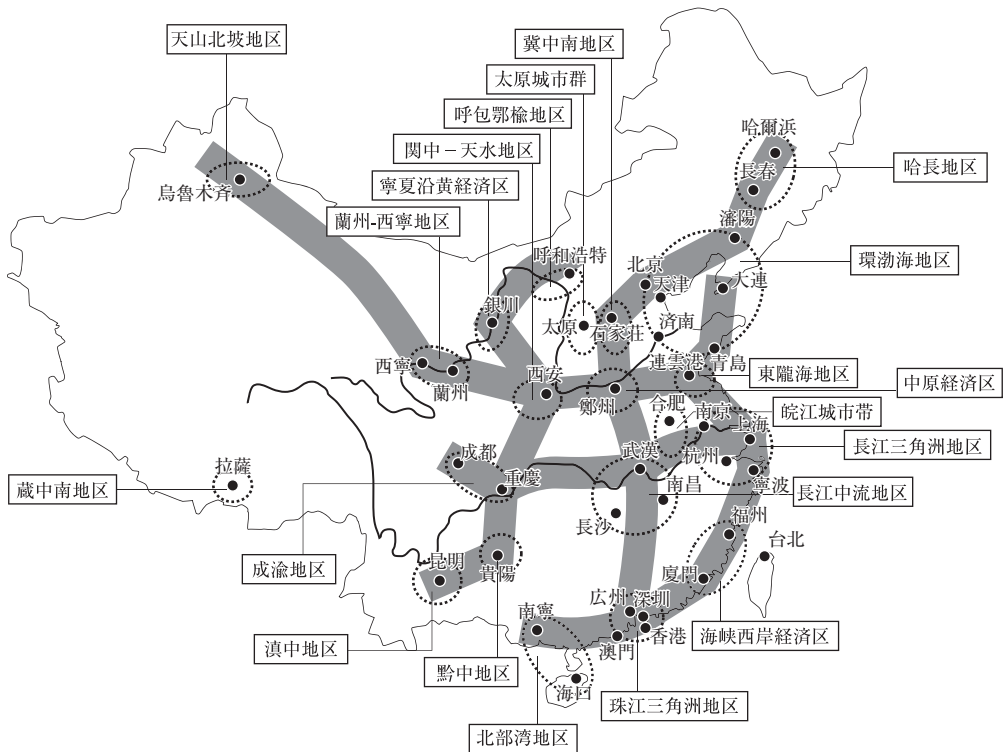 天山北坡地区
冀中南地区
太原城市群
呼包鄂楡地区
関中－天水地区
寧夏沿黄経済区
蘭州-西寧地区
哈爾浜
長春
哈長地区
烏魯木斉
瀋陽
環渤海地区
呼和浩特
北京
天津
大連
銀川
太原
石家荘
済南
西寧
蘭州
西安
鄭州
連雲港
青島
東隴海地区
中原経済区
合肥
南京
皖江城市帯
上海
長江三角洲地区
成都
重慶
武漢
杭州
寧波
拉薩
蔵中南地区
南昌
長沙
長江中流地区
福州
台北
昆明
貴陽
廈門
成渝地区
広州
深圳
香港
澳門
海峡西岸経済区
南寧
滇中地区
黔中地区
海口
珠江三角洲地区
北部湾地区